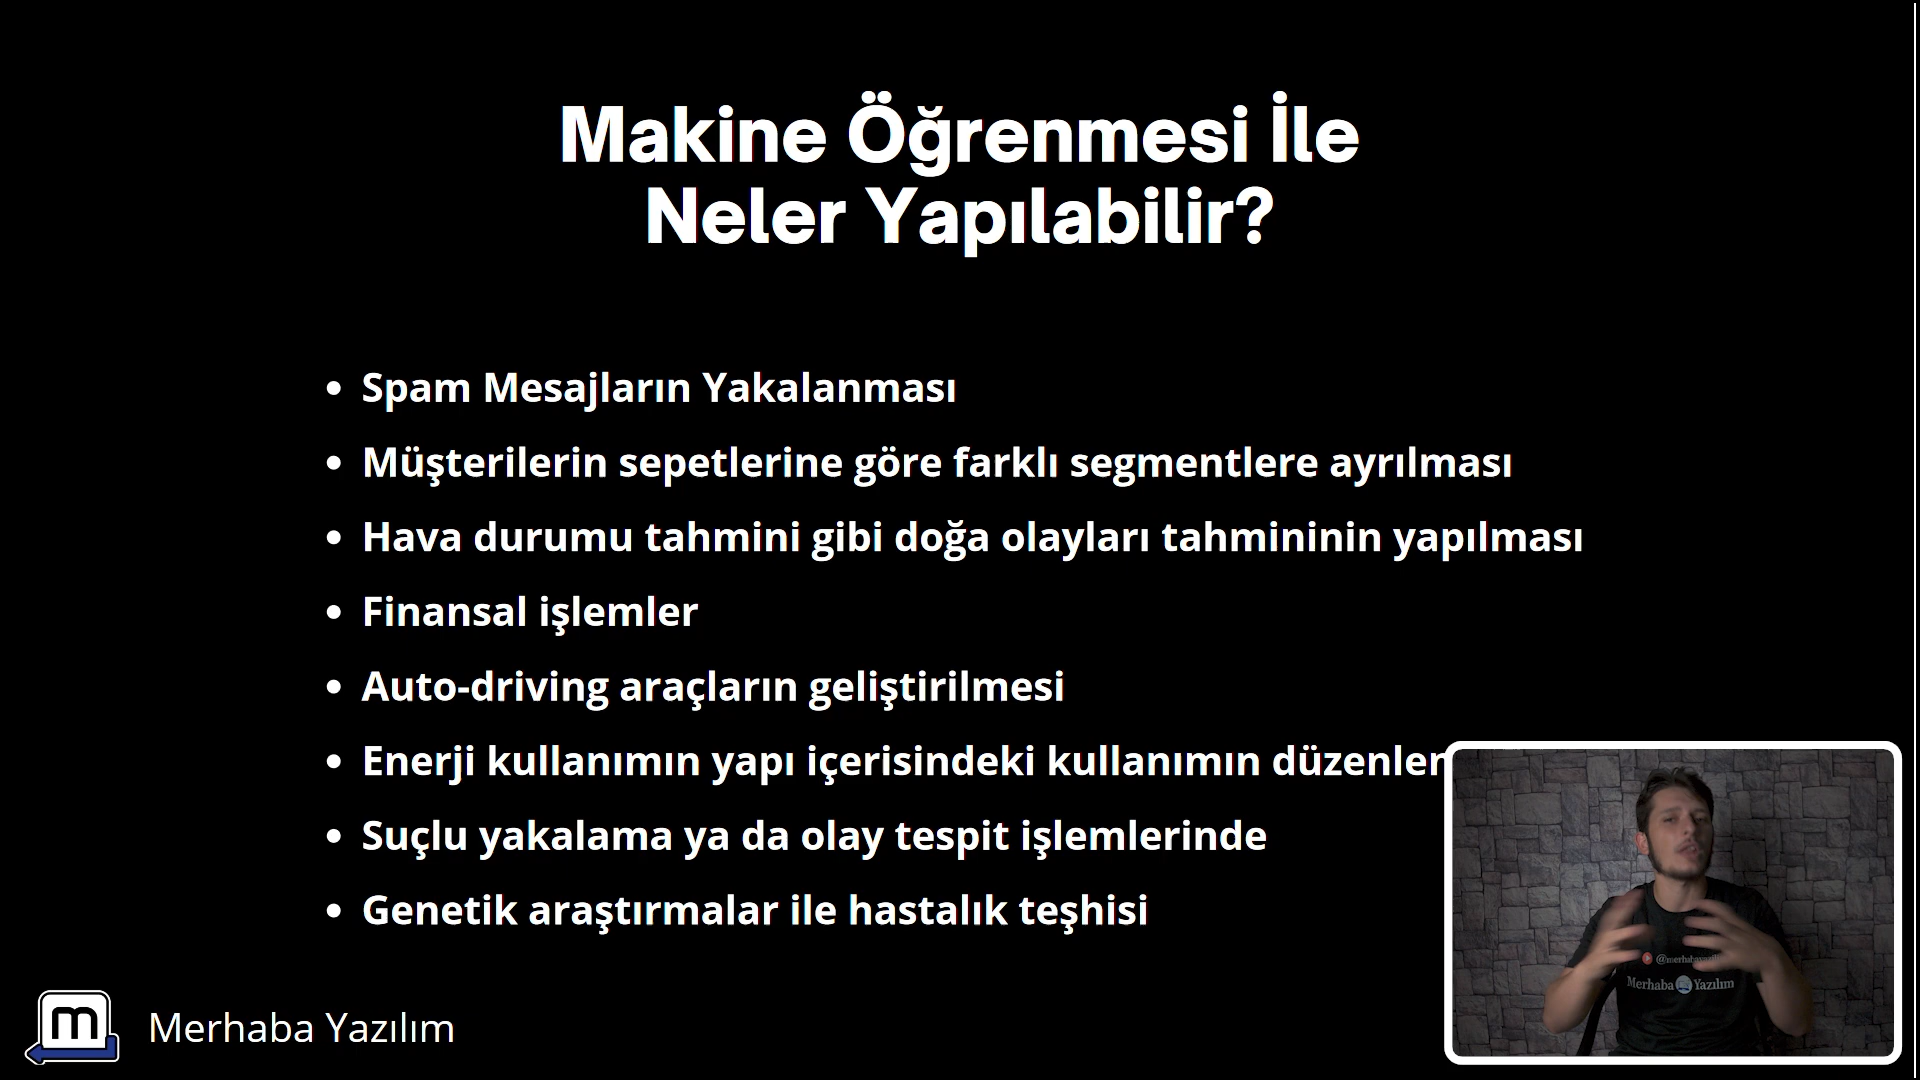 Makine Öğrenmesi İle
Neler Yapılabilir?
Spam Mesajların Yakalanması
Müşterilerin sepetlerine göre farklı segmentlere ayrılması
Hava durumu tahmini gibi doğa olayları tahmininin yapılması
Finansal işlemler
Auto-driving araçların geliştirilmesi
Enerji kullanımın yapı içerisindeki kullanımın
Suçlu yakalama ya da olay tespit işlemlerinde
Genetik araştırmalar ile hastalık teşhisi
Merhaba Yazılım
m Merhaba Yazılım